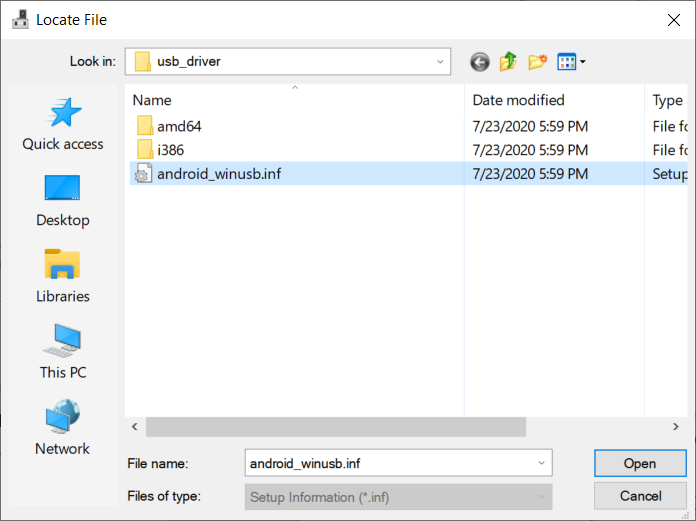 Locate File
Look in: usb_driver
Name Date modified Type
amd64 7/23/2020 5:59 PM File fo
i386 7/23/2020 5:59 PM File fo
android_winusb.inf 7/23/2020 5:59 PM Setup
Quick access
Desktop
Libraries
This PC
Network
File name: android_winusb.inf Open
Files of type: Setup Information (*.inf) Cancel